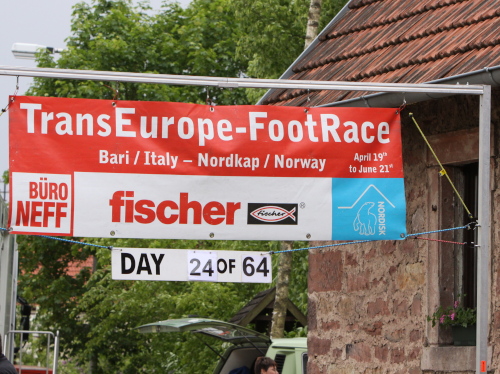 TransEurope-FootRace
Bari / Italy – Nordkap / Norway
April 19th
to June 21st
BÜRO
NEFF
fischer
fischer
®
NORDISK
DAY 24 OF 64